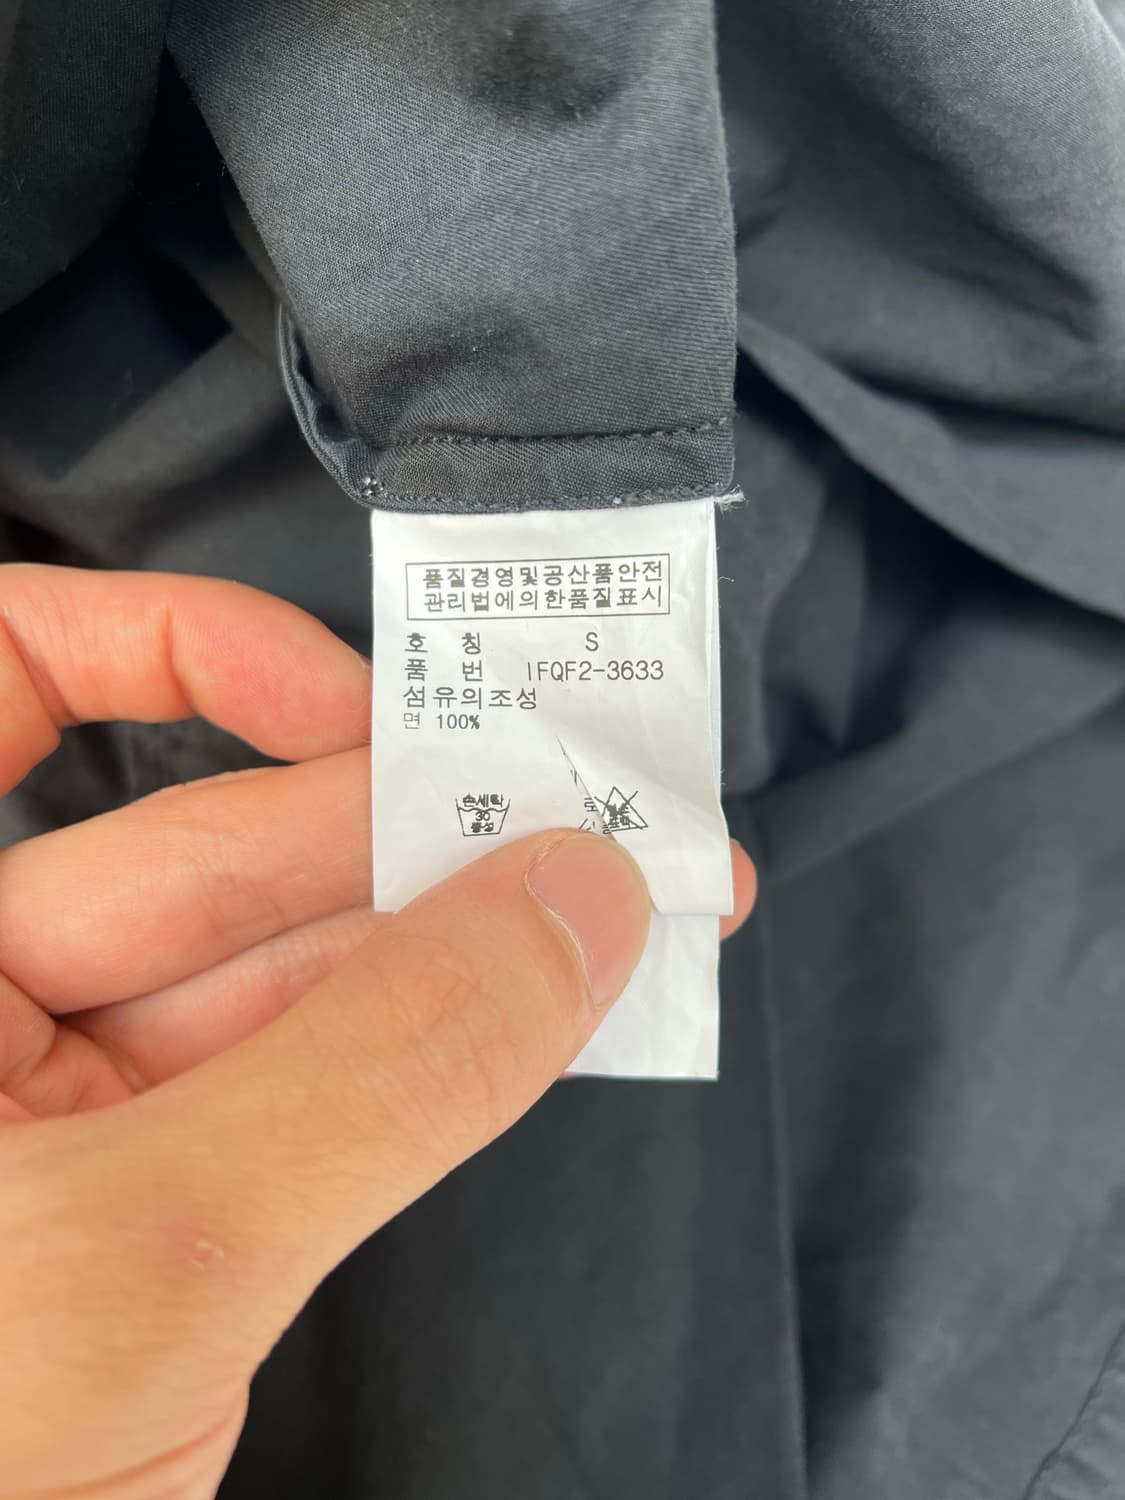 품질경영및공산품안전
관리법에의한품질표시
호 칭 S
품 번 IFQF2-3633
섬유의조성
면 100%
손세탁
30
중성